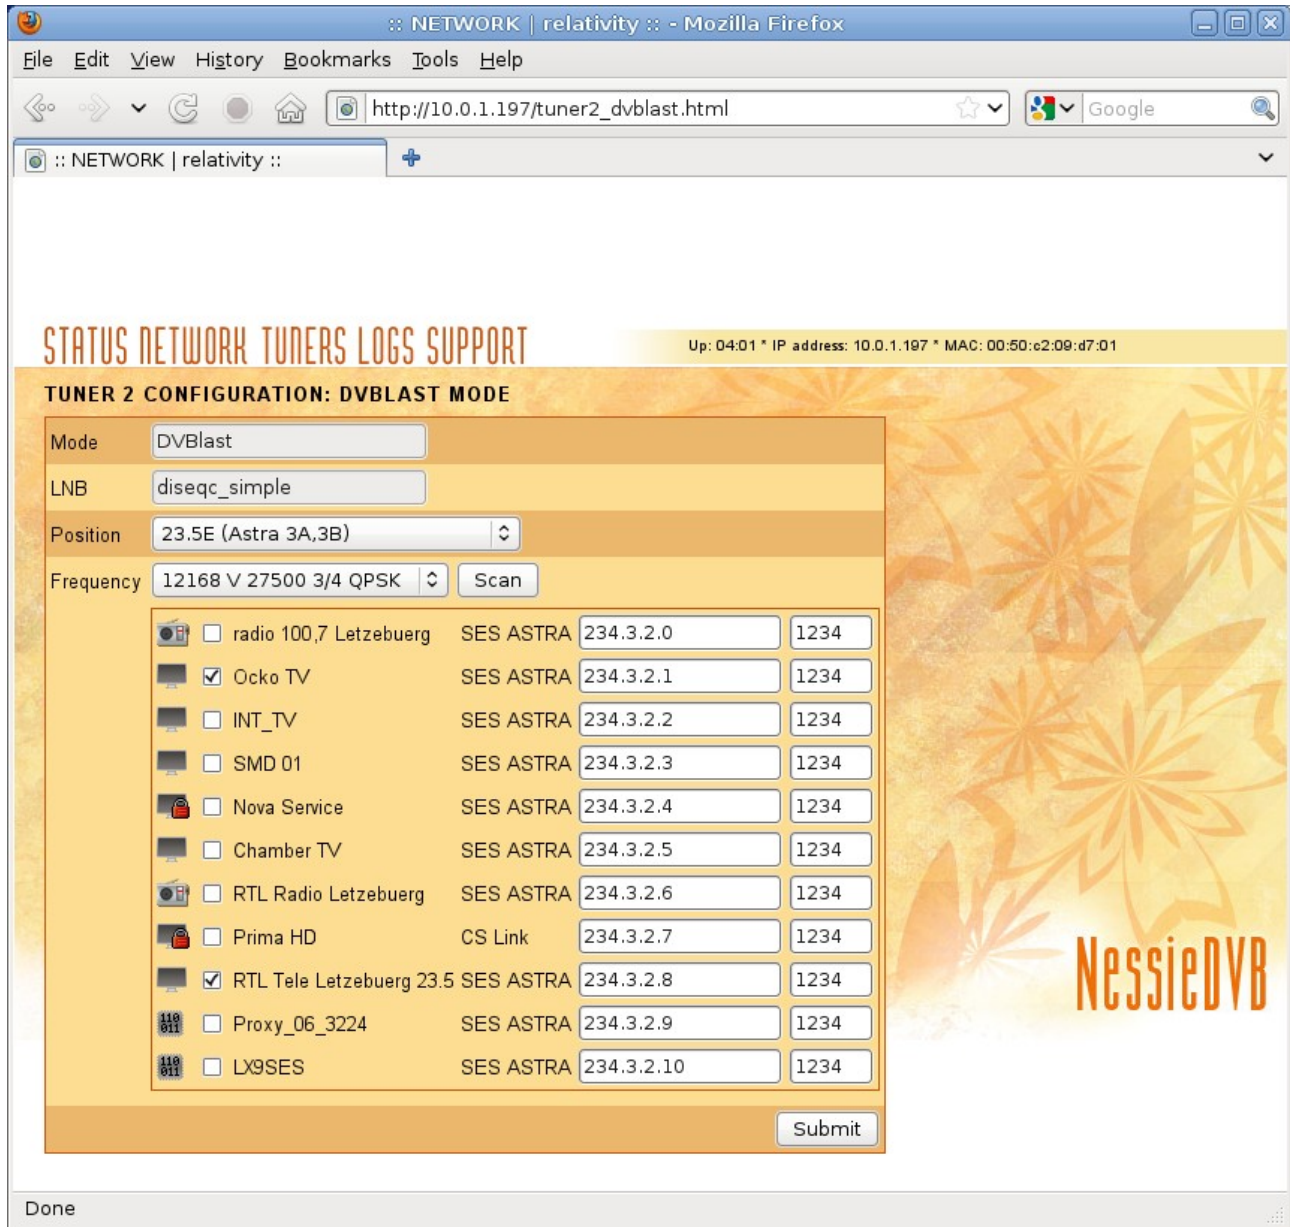 :: NETWORK | relativity :: - Mozilla Firefox
File Edit View History Bookmarks Tools Help
http://10.0.1.197/tuner2_dvblast.html Google
:: NETWORK | relativity ::
STATUS NETWORK TUNERS LOGS SUPPORT Up: 04:01 * IP address: 10.0.1.197 * MAC: 00:50:c2:09:d7:01
TUNER 2 CONFIGURATION: DVBLAST MODE
Mode DVBlast
LNB diseqc_simple
Position 23.5E (Astra 3A,3B)
Frequency 12168 V 27500 3/4 QPSK Scan
radio 100,7 Letzebuerg SES ASTRA 234.3.2.0 1234
Ocko TV SES ASTRA 234.3.2.1 1234
INT_TV SES ASTRA 234.3.2.2 1234
SMD 01 SES ASTRA 234.3.2.3 1234
Nova Service SES ASTRA 234.3.2.4 1234
Chamber TV SES ASTRA 234.3.2.5 1234
RTL Radio Letzebuerg SES ASTRA 234.3.2.6 1234
Prima HD CS Link 234.3.2.7 1234
RTL Tele Letzebuerg 23.5 SES ASTRA 234.3.2.8 1234
110
011 Proxy_06_3224 SES ASTRA 234.3.2.9 1234
110
011 LX9SES SES ASTRA 234.3.2.10 1234
NessieDVB
Submit
Done